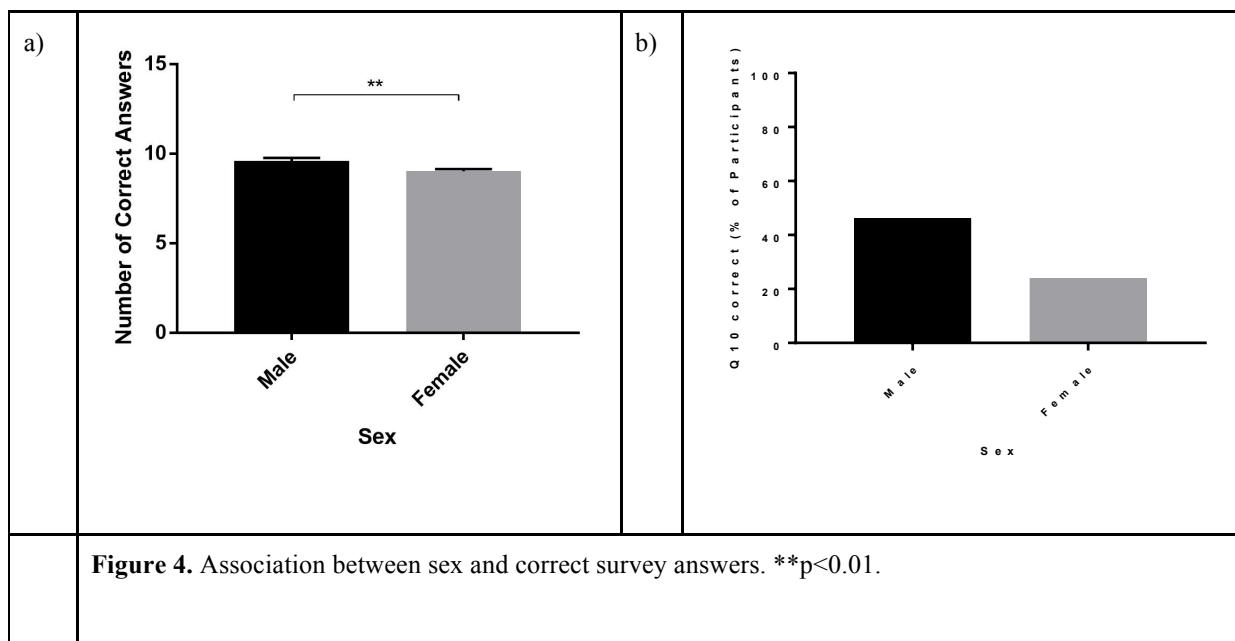 a)
Number of Correct Answers
15
10
5
0
**
Male
Female
Sex
b)
Q10 correct (% of Participants)
100
80
60
40
20
0
Male
Female
Sex
Figure 4. Association between sex and correct survey answers. **p<0.01.